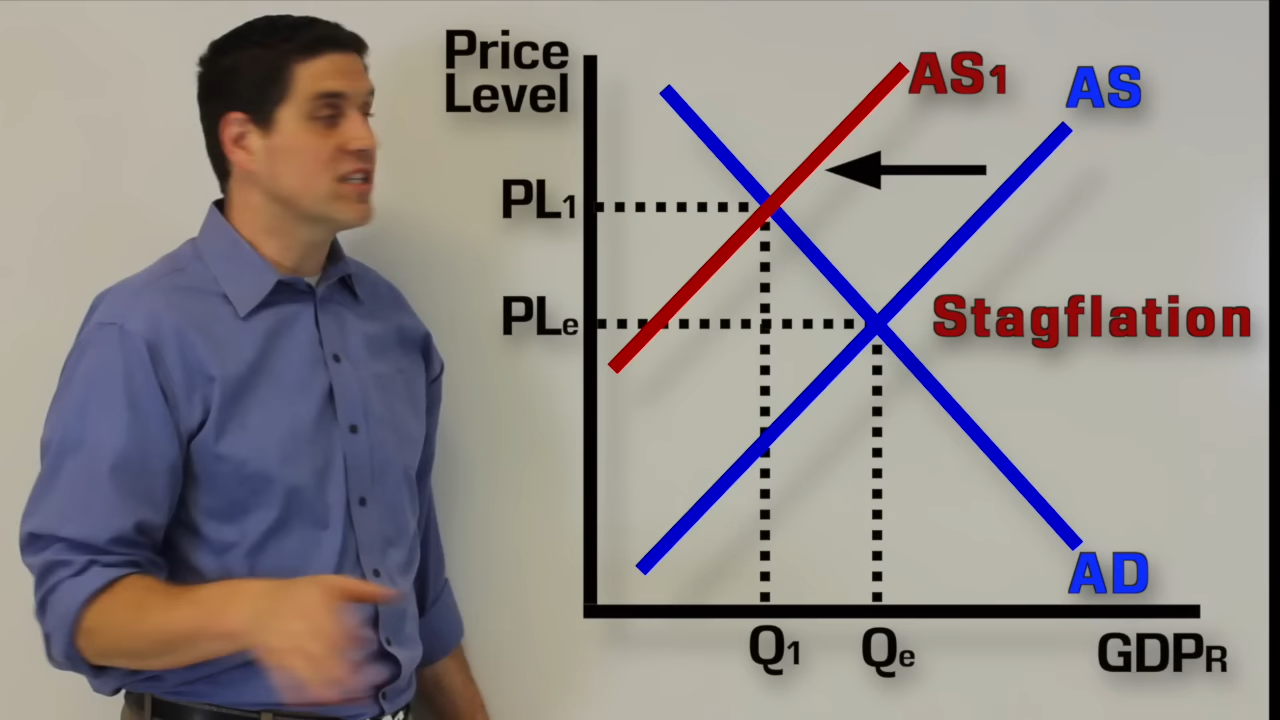 Price
Level
AS1
AS
PL1
PLe
Stagflation
AD
Q1
Qe
GDPR